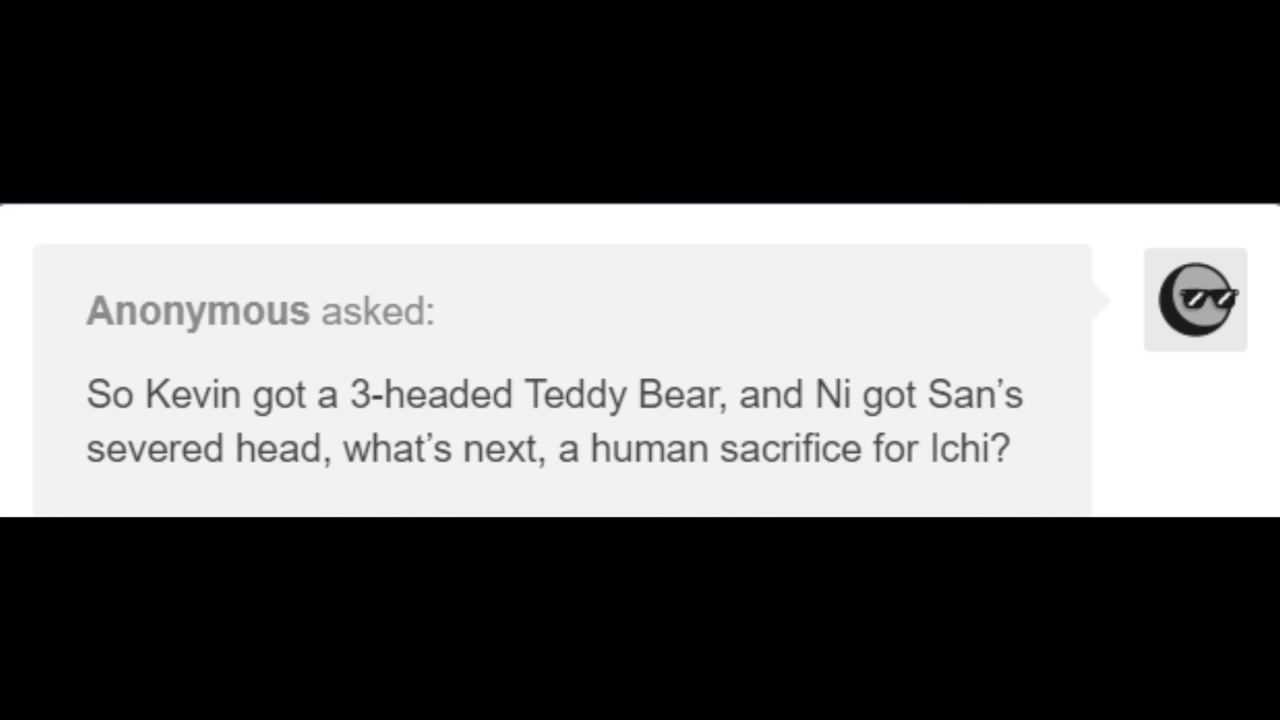 Anonymous asked:
So Kevin got a 3-headed Teddy Bear, and Ni got San’s
severed head, what’s next, a human sacrifice for Ichi?